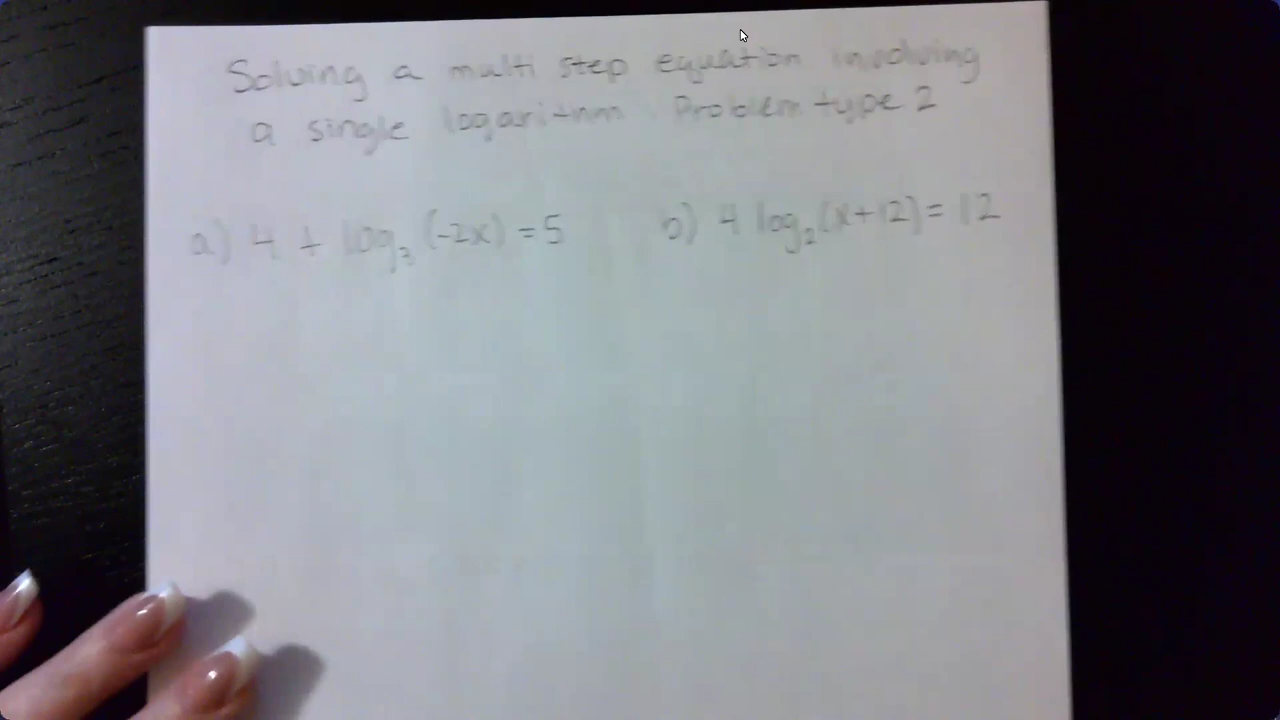 Solving a multi step equation involving
a single logarithm Problem type 2
a) 4 + log₃ (-2x) = 5 b) 4 log₂(x+12) = 12